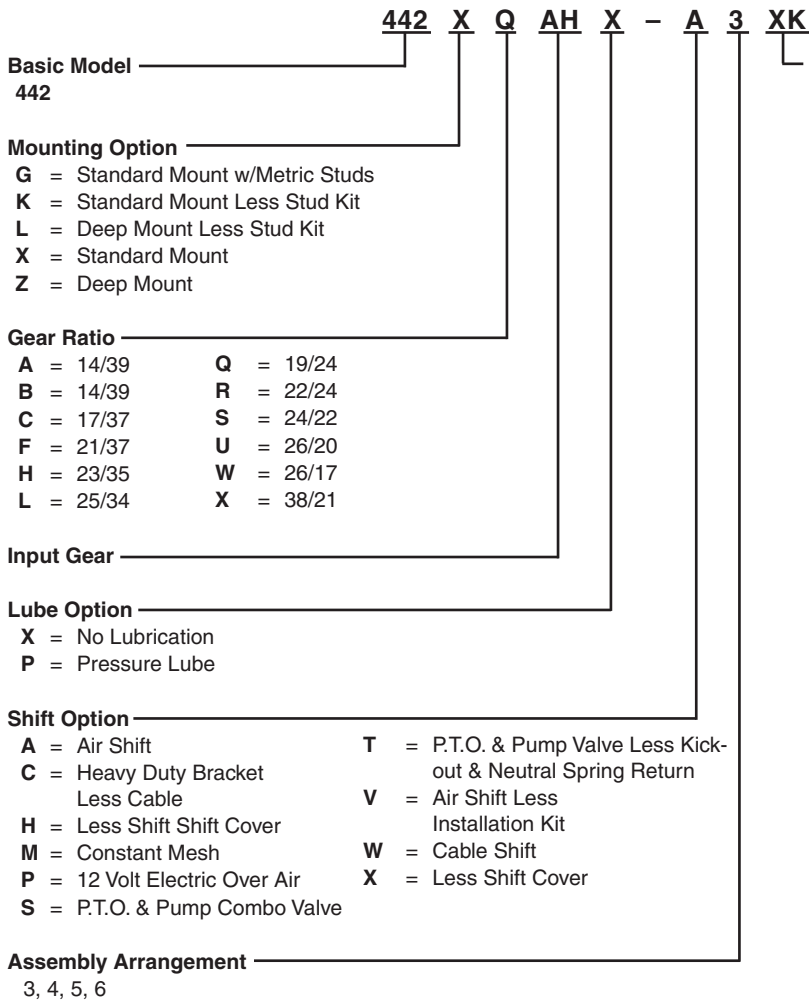 442 X Q AH X – A 3 XK
Basic Model
442
Mounting Option
G = Standard Mount w/Metric Studs
K = Standard Mount Less Stud Kit
L = Deep Mount Less Stud Kit
X = Standard Mount
Z = Deep Mount
Gear Ratio
A = 14/39
B = 14/39
C = 17/37
F = 21/37
H = 23/35
L = 25/34
Q = 19/24
R = 22/24
S = 24/22
U = 26/20
W = 26/17
X = 38/21
Input Gear
Lube Option
X = No Lubrication
P = Pressure Lube
Shift Option
A = Air Shift
C = Heavy Duty Bracket
Less Cable
H = Less Shift Shift Cover
M = Constant Mesh
P = 12 Volt Electric Over Air
S = P.T.O. & Pump Combo Valve
T = P.T.O. & Pump Valve Less Kick-
out & Neutral Spring Return
V = Air Shift Less
Installation Kit
W = Cable Shift
X = Less Shift Cover
Assembly Arrangement
3, 4, 5, 6